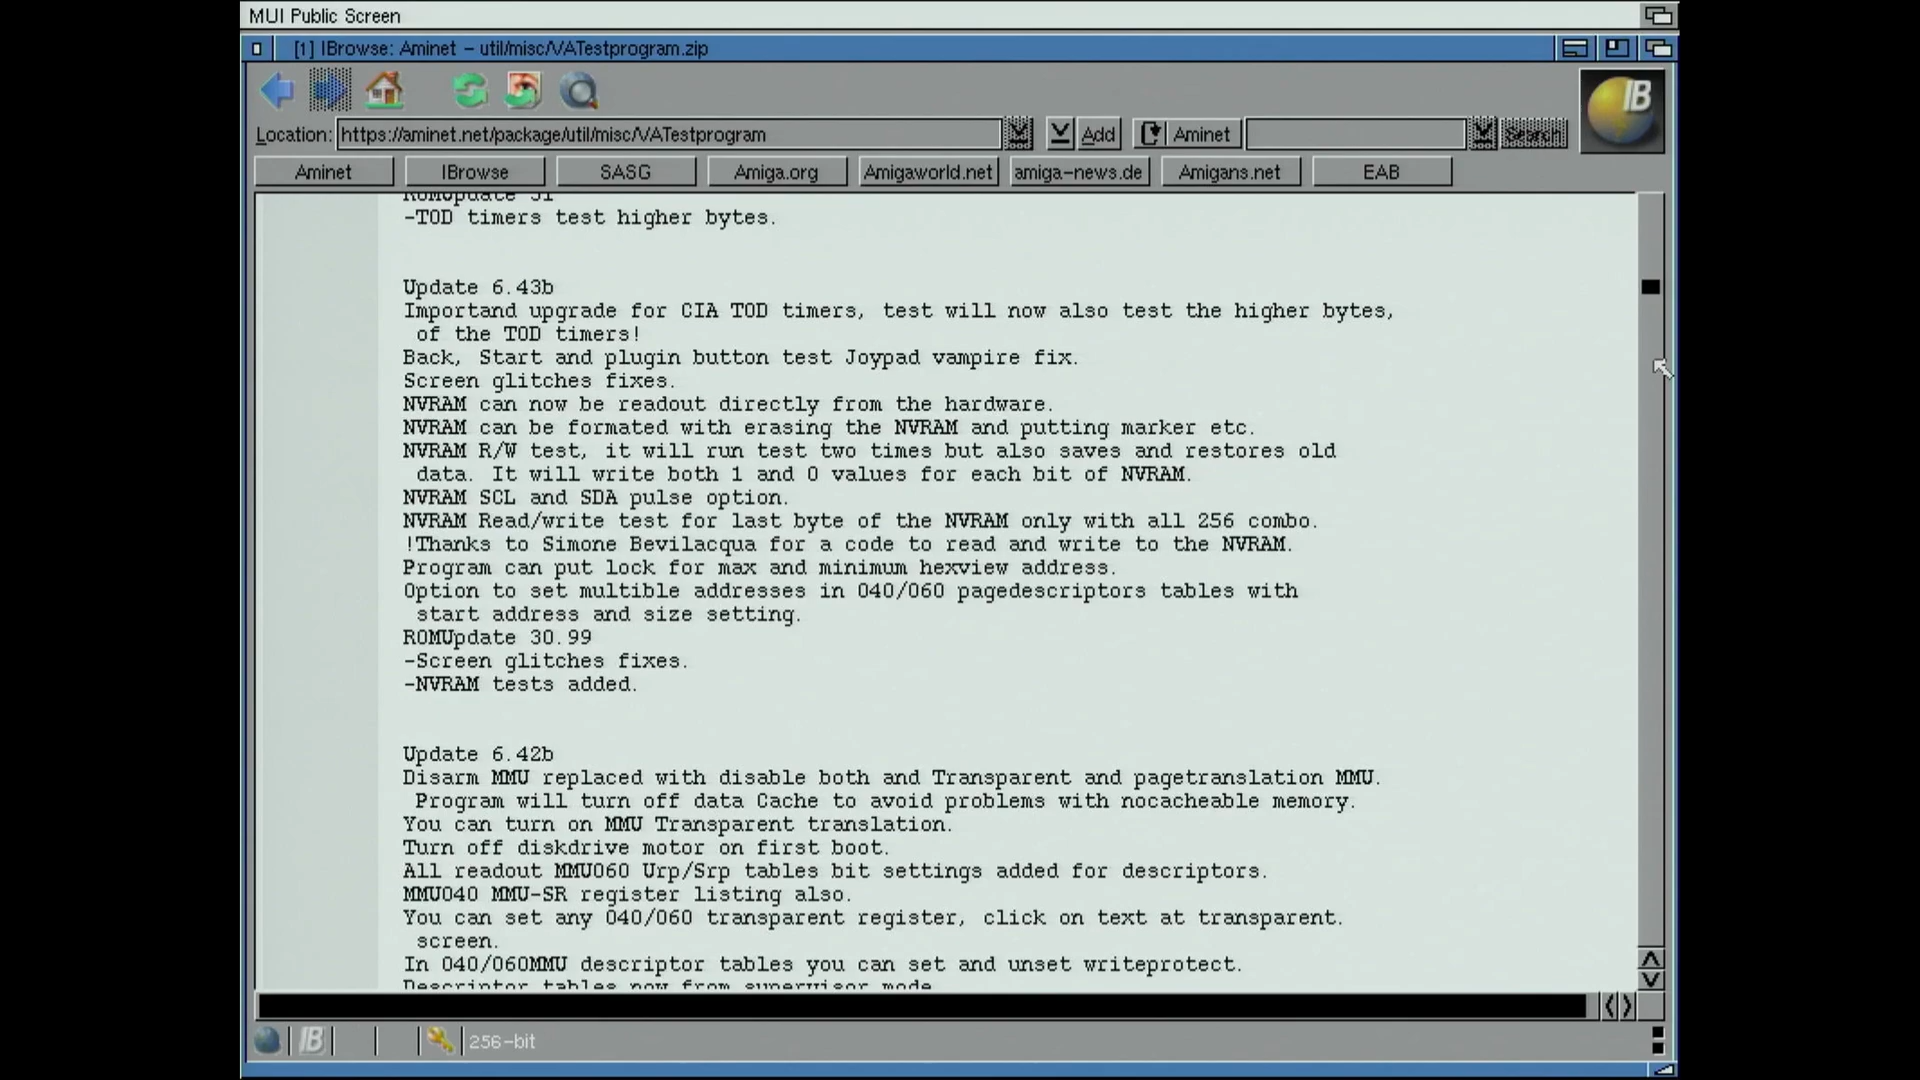 MUI Public Screen
[1] IBrowse: Aminet – util/misc/VATestprogram.zip
IB
Location: https://aminet.net/package/util/misc/VATestprogram Add Aminet Search
Aminet IBrowse SASG Amiga.org Amigaworld.net amiga-news.de Amigans.net EAB
ROMUpdate 31
-TOD timers test higher bytes.
Update 6.43b
Importand upgrade for CIA TOD timers, test will now also test the higher bytes,
of the TOD timers!
Back, Start and plugin button test Joypad vampire fix.
Screen glitches fixes.
NVRAM can now be readout directly from the hardware.
NVRAM can be formated with erasing the NVRAM and putting marker etc.
NVRAM R/W test, it will run test two times but also saves and restores old
data. It will write both 1 and 0 values for each bit of NVRAM.
NVRAM SCL and SDA pulse option.
NVRAM Read/write test for last byte of the NVRAM only with all 256 combo.
!Thanks to Simone Bevilacqua for a code to read and write to the NVRAM.
Program can put lock for max and minimum hexview address.
Option to set multible addresses in 040/060 pagedescriptors tables with
start address and size setting.
ROMUpdate 30.99
-Screen glitches fixes.
-NVRAM tests added.
Update 6.42b
Disarm MMU replaced with disable both and Transparent and pagetranslation MMU.
Program will turn off data Cache to avoid problems with nocacheable memory.
You can turn on MMU Transparent translation.
Turn off diskdrive motor on first boot.
All readout MMU060 Urp/Srp tables bit settings added for descriptors.
MMU040 MMU-SR register listing also.
You can set any 040/060 transparent register, click on text at transparent.
screen.
In 040/060MMU descriptor tables you can set and unset writeprotect.
Descriptor tables now from supervisor mode
IB 256-bit